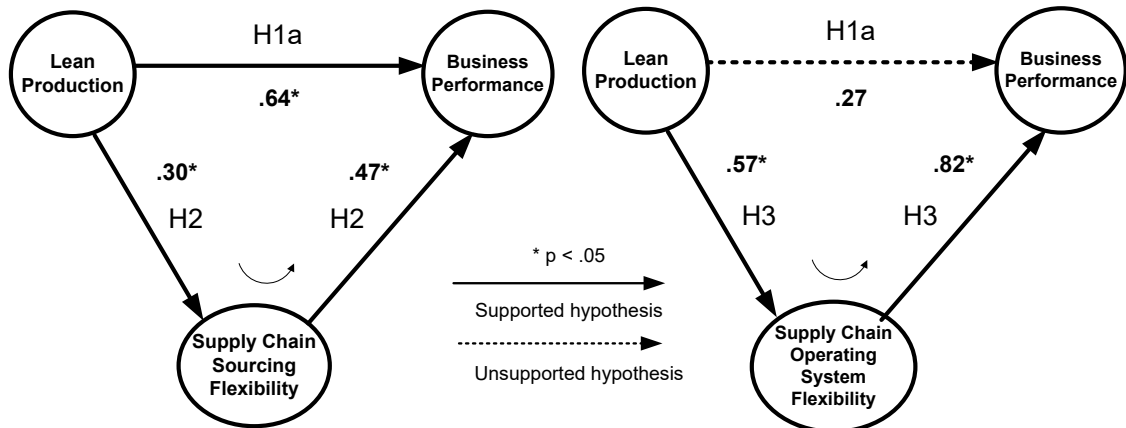 H1a
Lean
Production
Business
Performance
.64*
.30*
.47*
H2
H2
Supply Chain
Sourcing
Flexibility
* p < .05
Supported hypothesis
Unsupported hypothesis
H1a
Lean
Production
Business
Performance
.27
.57*
.82*
H3
H3
Supply Chain
Operating
System
Flexibility